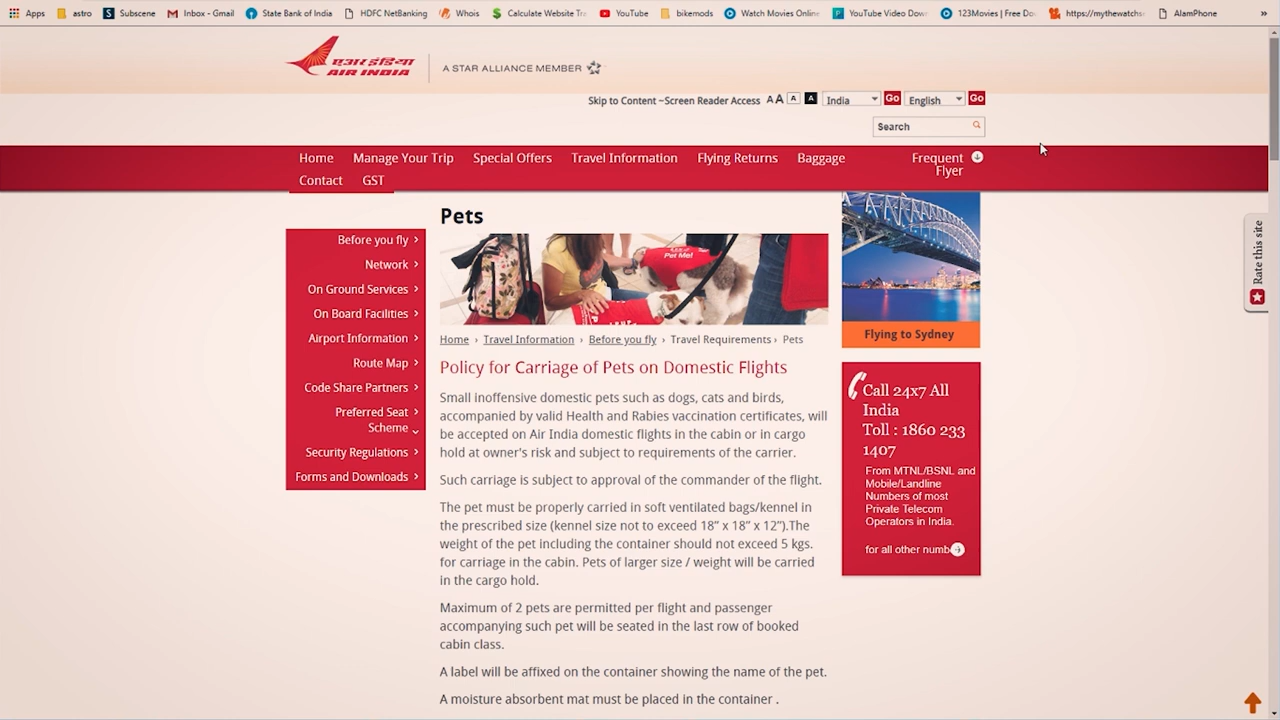 Apps astro Subscene Inbox - Gmail State Bank of India HDFC NetBanking Whois Calculate Website Tra YouTube bikemods Watch Movies Online YouTube Video Down 123Movies | Free Do https://mythewatchs AlamPhone »
एअर इंडिया
AIR INDIA
A STAR ALLIANCE MEMBER
Skip to Content ~Screen Reader Access A A A A India Go English Go
Search
Home Manage Your Trip Special Offers Travel Information Flying Returns Baggage Frequent Flyer
Contact GST
Pets
Pet Me!
Before you fly ›
Network ›
On Ground Services ›
On Board Facilities ›
Airport Information ›
Route Map ›
Code Share Partners ›
Preferred Seat ›
Scheme
Security Regulations ›
Forms and Downloads ›
Home › Travel Information › Before you fly › Travel Requirements › Pets
Policy for Carriage of Pets on Domestic Flights
Small inoffensive domestic pets such as dogs, cats and birds,
accompanied by valid Health and Rabies vaccination certificates, will
be accepted on Air India domestic flights in the cabin or in cargo
hold at owner's risk and subject to requirements of the carrier.
Such carriage is subject to approval of the commander of the flight.
The pet must be properly carried in soft ventilated bags/kennel in
the prescribed size (kennel size not to exceed 18” x 18” x 12”).The
weight of the pet including the container should not exceed 5 kgs.
for carriage in the cabin. Pets of larger size / weight will be carried
in the cargo hold.
Maximum of 2 pets are permitted per flight and passenger
accompanying such pet will be seated in the last row of booked
cabin class.
A label will be affixed on the container showing the name of the pet.
A moisture absorbent mat must be placed in the container .
Flying to Sydney
Call 24x7 All
India
Toll : 1860 233
1407
From MTNL/BSNL and
Mobile/Landline
Numbers of most
Private Telecom
Operators in India.
for all other numb
Rate this site